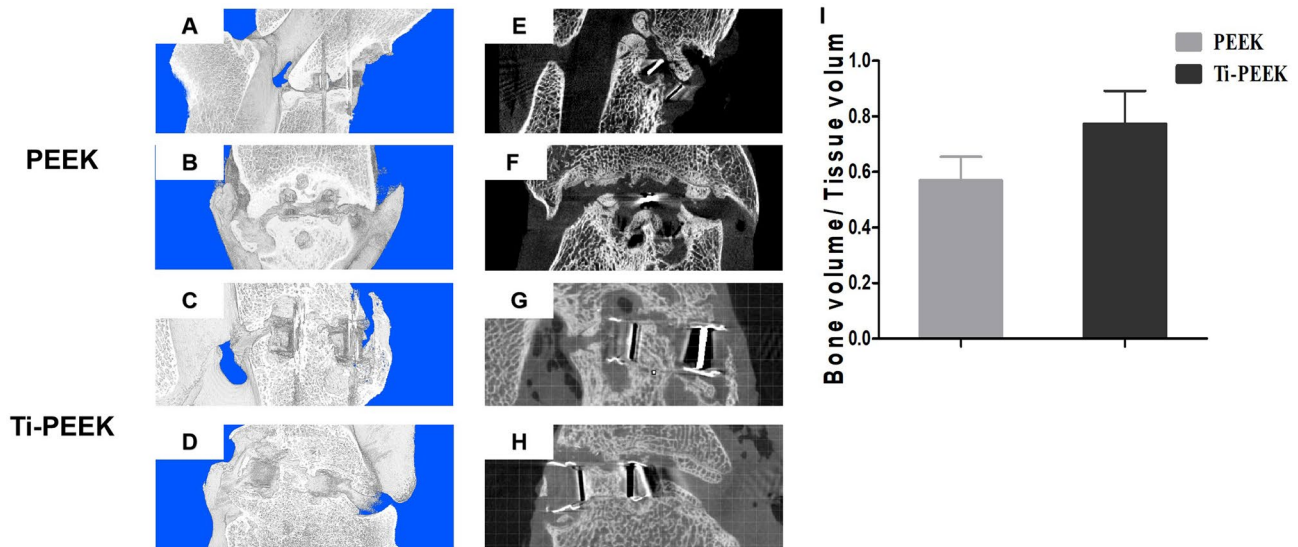 A
B
PEEK
C
D
Ti-PEEK
E
F
G
H
I
PEEK
Ti-PEEK
Bone volume/ Tissue volum
1.0
0.8
0.6
0.4
0.2
0.0